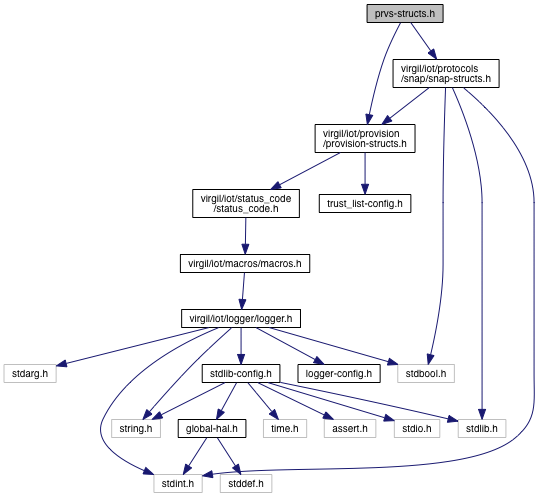 prvs-structs.h
virgil/iot/protocols
/snap/snap-structs.h
virgil/iot/provision
/provision-structs.h
virgil/iot/status_code
/status_code.h
trust_list-config.h
virgil/iot/macros/macros.h
virgil/iot/logger/logger.h
stdarg.h
stdlib-config.h
logger-config.h
stdbool.h
string.h
global-hal.h
time.h
assert.h
stdio.h
stdlib.h
stdint.h
stddef.h